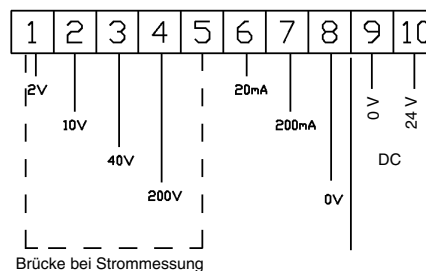 1 2 3 4 5 6 7 8 9 10
2V
10V
40V
200V
20mA
200mA
0V
0 V
24 V
DC
Brücke bei Strommessung